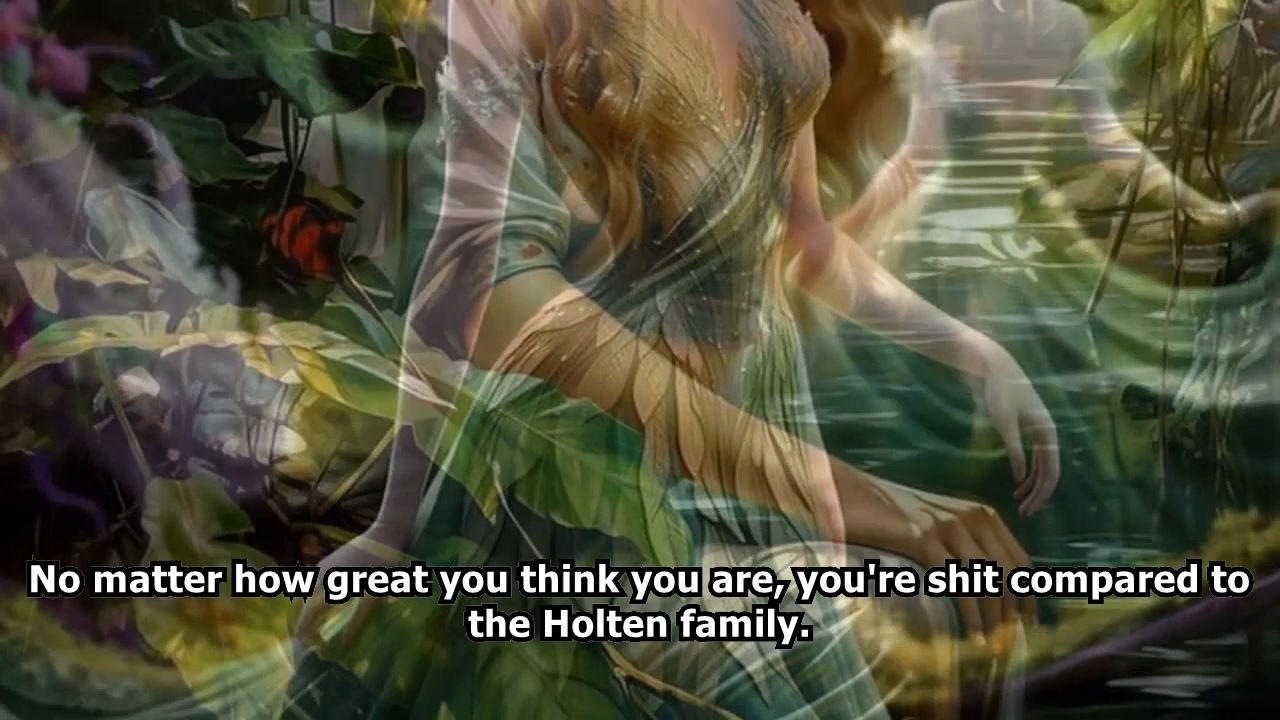 No matter how great you think you are, you're shit compared to
the Holten family.